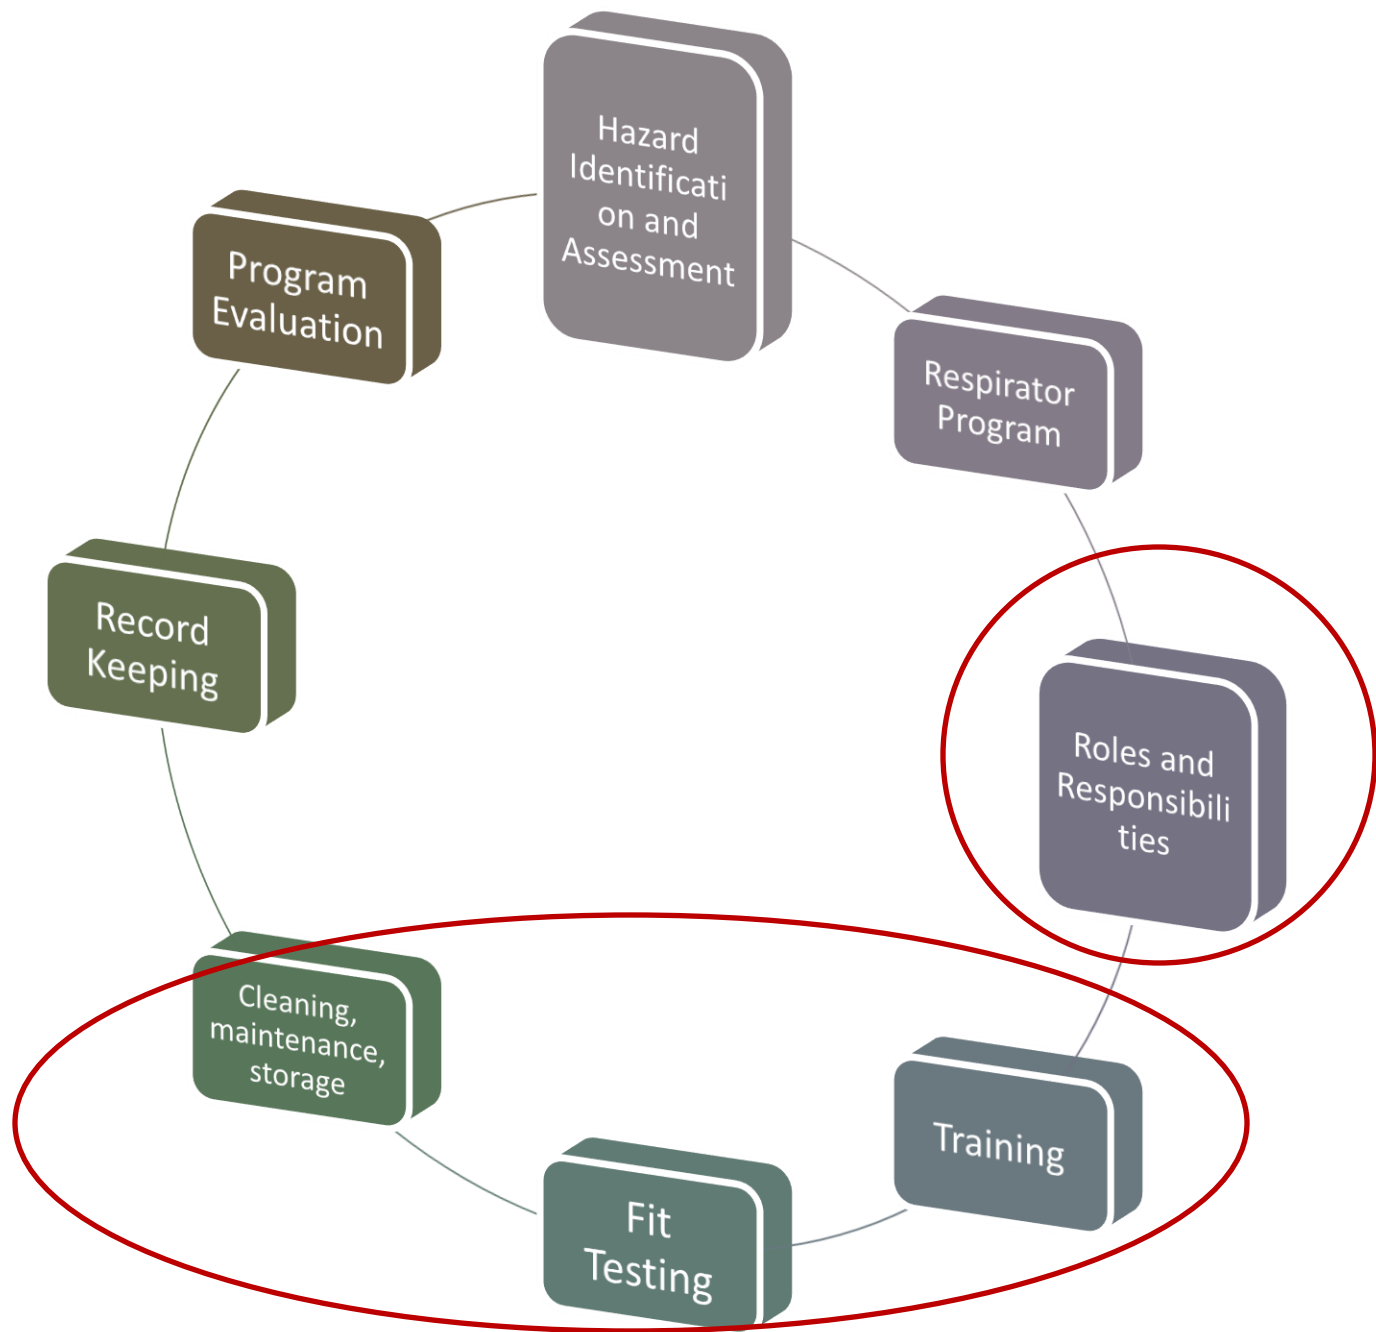 Hazard
Identificati
on and
Assessment
Respirator
Program
Roles and
Responsibili
ties
Training
Fit
Testing
Cleaning,
maintenance,
storage
Record
Keeping
Program
Evaluation